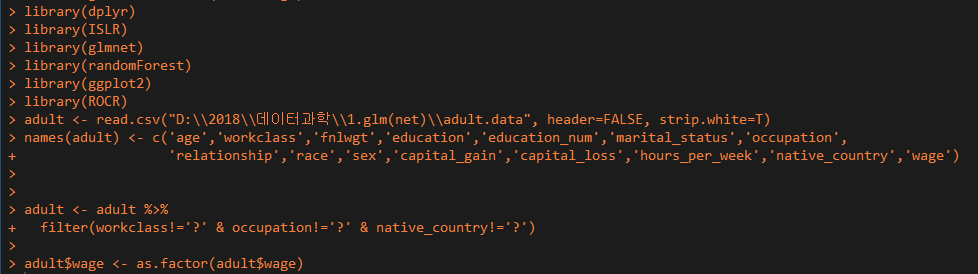 > library(dplyr)
> library(ISLR)
> library(glmnet)
> library(randomForest)
> library(ggplot2)
> library(ROCR)
> adult <- read.csv("D:\\2018\\데이터과학\\1.glm(net)\\adult.data", header=FALSE, strip.white=T)
> names(adult) <- c('age','workclass','fnlwgt','education','education_num','marital_status','occupation',
+                   'relationship','race','sex','capital_gain','capital_loss','hours_per_week','native_country','wage')
>
>
> adult <- adult %>%
+   filter(workclass!='?' & occupation!='?' & native_country!='?')
>
> adult$wage <- as.factor(adult$wage)